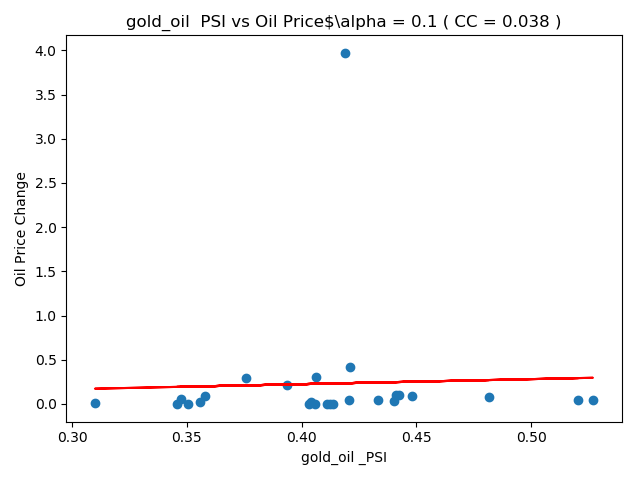 gold_oil  PSI vs Oil Price$\alpha = 0.1 ( CC = 0.038 )
4.0
3.5
3.0
2.5
2.0
1.5
1.0
0.5
0.0
Oil Price Change
0.30 0.35 0.40 0.45 0.50
gold_oil _PSI